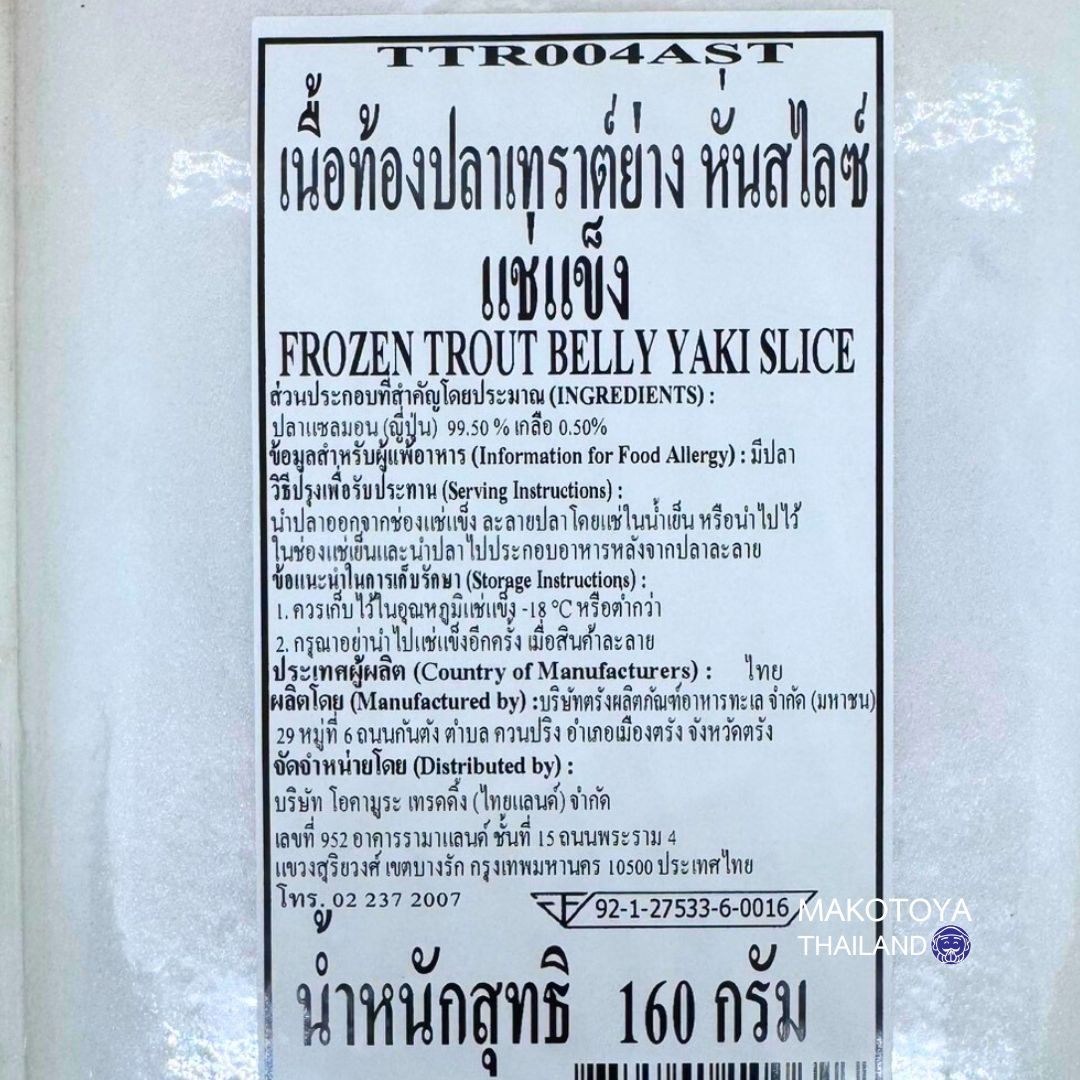 TTR004AST
เนื้อท้องปลาเทราต์ย่าง หั่นสไลซ์
แช่แข็ง
FROZEN TROUT BELLY YAKI SLICE
ส่วนประกอบที่สำคัญโดยประมาณ (INGREDIENTS) :
ปลาแซลมอน (ญี่ปุ่น) 99.50 % เกลือ 0.50%
ข้อมูลสำหรับผู้แพ้อาหาร (Information for Food Allergy) : มีปลา
วิธีปรุงเพื่อรับประทาน (Serving Instructions) :
นำปลาออกจากช่องแช่แข็ง ละลายปลาโดยแช่ในน้ำเย็น หรือนำไปไว้
ในช่องแช่เย็นและนำปลาไปประกอบอาหารหลังจากปลาละลาย
ข้อแนะนำในการเก็บรักษา (Storage Instructions) :
1. ควรเก็บไว้ในอุณหภูมิแช่แข็ง -18 °C หรือต่ำกว่า
2. กรุณาอย่านำไปแช่แข็งอีกครั้ง เมื่อสินค้าละลาย
ประเทศผู้ผลิต (Country of Manufacturers) : ไทย
ผลิตโดย (Manufactured by) :บริษัทตรังผลิตภัณฑ์อาหารทะเล จำกัด (มหาชน)
29 หมู่ที่ 6 ถนนกันตัง ตำบล ควนปริง อำเภอเมืองตรัง จังหวัดตรัง
จัดจำหน่ายโดย (Distributed by) :
บริษัท โอคามูระ เทรดดิ้ง (ไทยแลนด์) จำกัด
เลขที่ 952 อาคารรามาแลนด์ ชั้นที่ 15 ถนนพระราม 4
แขวงสุริยวงศ์ เขตบางรัก กรุงเทพมหานคร 10500 ประเทศไทย
โทร. 02 237 2007
92-1-27533-6-0016
MAKOTOYA
THAILAND
น้ำหนักสุทธิ 160 กรัม